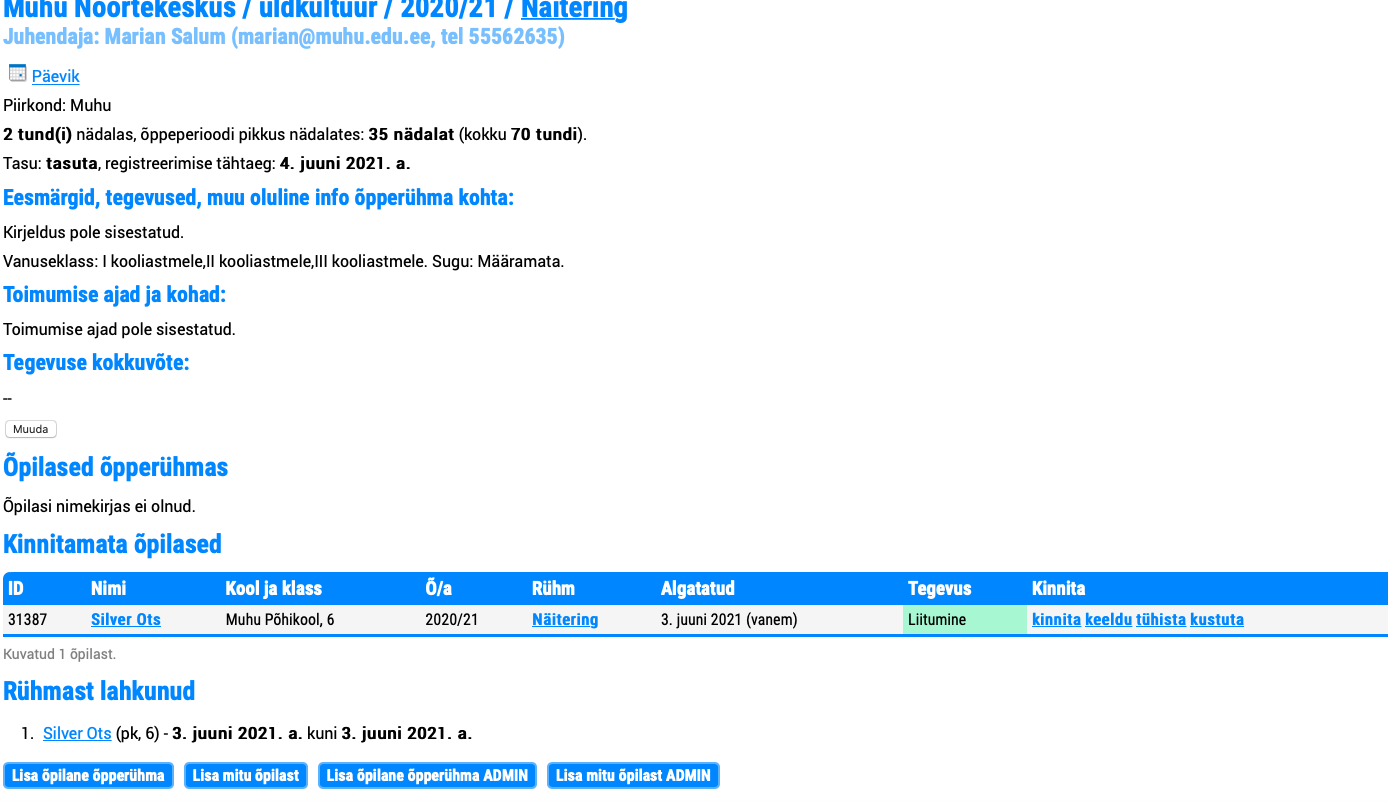 Muhu Noortekeskus / üldkultuur / 2020/21 / Näitering
Juhendaja: Marian Salum (marian@muhu.edu.ee, tel 55562635)
Päevik
Piirkond: Muhu
2 tund(i) nädalas, õppeperioodi pikkus nädalates: 35 nädalat (kokku 70 tundi).
Tasu: tasuta, registreerimise tähtaeg: 4. juuni 2021. a.
Eesmärgid, tegevused, muu oluline info õpperühma kohta:
Kirjeldus pole sisestatud.
Vanuseklass: I kooliastmele,II kooliastmele,III kooliastmele. Sugu: Määramata.
Toimumise ajad ja kohad:
Toimumise ajad pole sisestatud.
Tegevuse kokkuvõte:
--
Muuda
Õpilased õpperühmas
Õpilasi nimekirjas ei olnud.
Kinnitamata õpilased
ID Nimi Kool ja klass Õ/a Rühm Algatatud Tegevus Kinnita
31387 Silver Ots Muhu Põhikool, 6 2020/21 Näitering 3. juuni 2021 (vanem) Liitumine kinnita keeldu tühista kustuta
Kuvatud 1 õpilast.
Rühmast lahkunud
1. Silver Ots (pk, 6) - 3. juuni 2021. a. kuni 3. juuni 2021. a.
Lisa õpilane õpperühma Lisa mitu õpilast Lisa õpilane õpperühma ADMIN Lisa mitu õpilast ADMIN